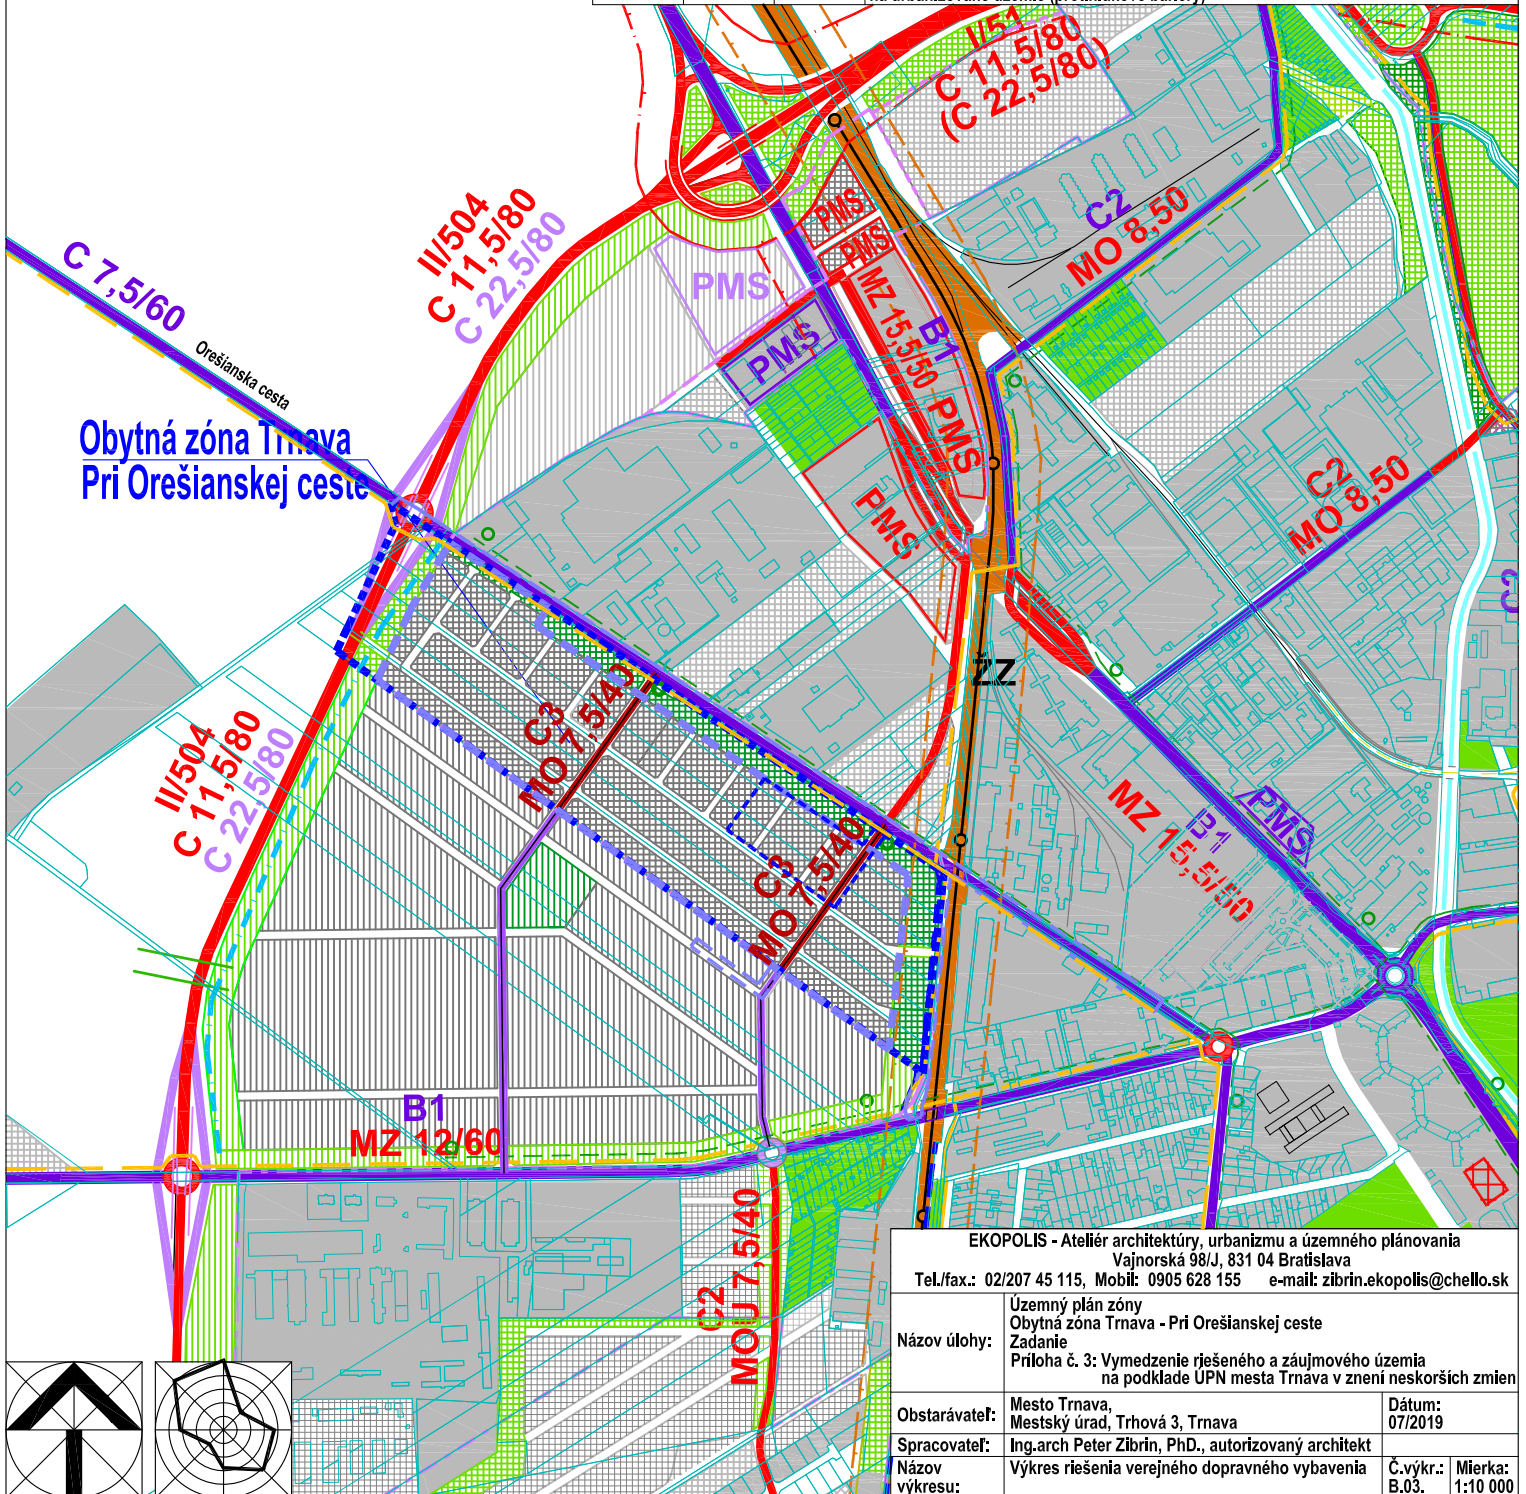 I/51
C 11,5/80
(C 22,5/80)
II/504
C 11,5/80
C 22,5/80
C 7,5/60
Orešianska cesta
Obytná zóna Trnava
Pri Orešianskej ceste
PMS
PMS
PMS
PMS
MZ 15,5/50
B1
PMS
PMS
C2
MO 8,50
C2
MO 8,50
ŽZ
C3
MO 7,5/40
C3
MO 7,5/40
II/504
C 11,5/80
C 22,5/80
B1
MZ 15,5/50
PMS
B1
MZ 12/60
C2
MOU 7,5/40
EKOPOLIS - Ateliér architektúry, urbanizmu a územného plánovania
Vajnorská 98/J, 831 04 Bratislava
Tel./fax.: 02/207 45 115, Mobil: 0905 628 155 e-mail: zibrin.ekopolis@chello.sk
Názov úlohy:
Územný plán zóny
Obytná zóna Trnava - Pri Orešianskej ceste
Zadanie
Príloha č. 3: Vymedzenie riešeného a záujmového územia
na podklade ÚPN mesta Trnava v znení neskorších zmien
Obstarávateľ:
Mesto Trnava,
Mestský úrad, Trhová 3, Trnava
Dátum:
07/2019
Spracovateľ:
Ing.arch Peter Zibrin, PhD., autorizovaný architekt
Názov
výkresu:
Výkres riešenia verejného dopravného vybavenia
Č.výkr.:
B.03.
Mierka:
1:10 000